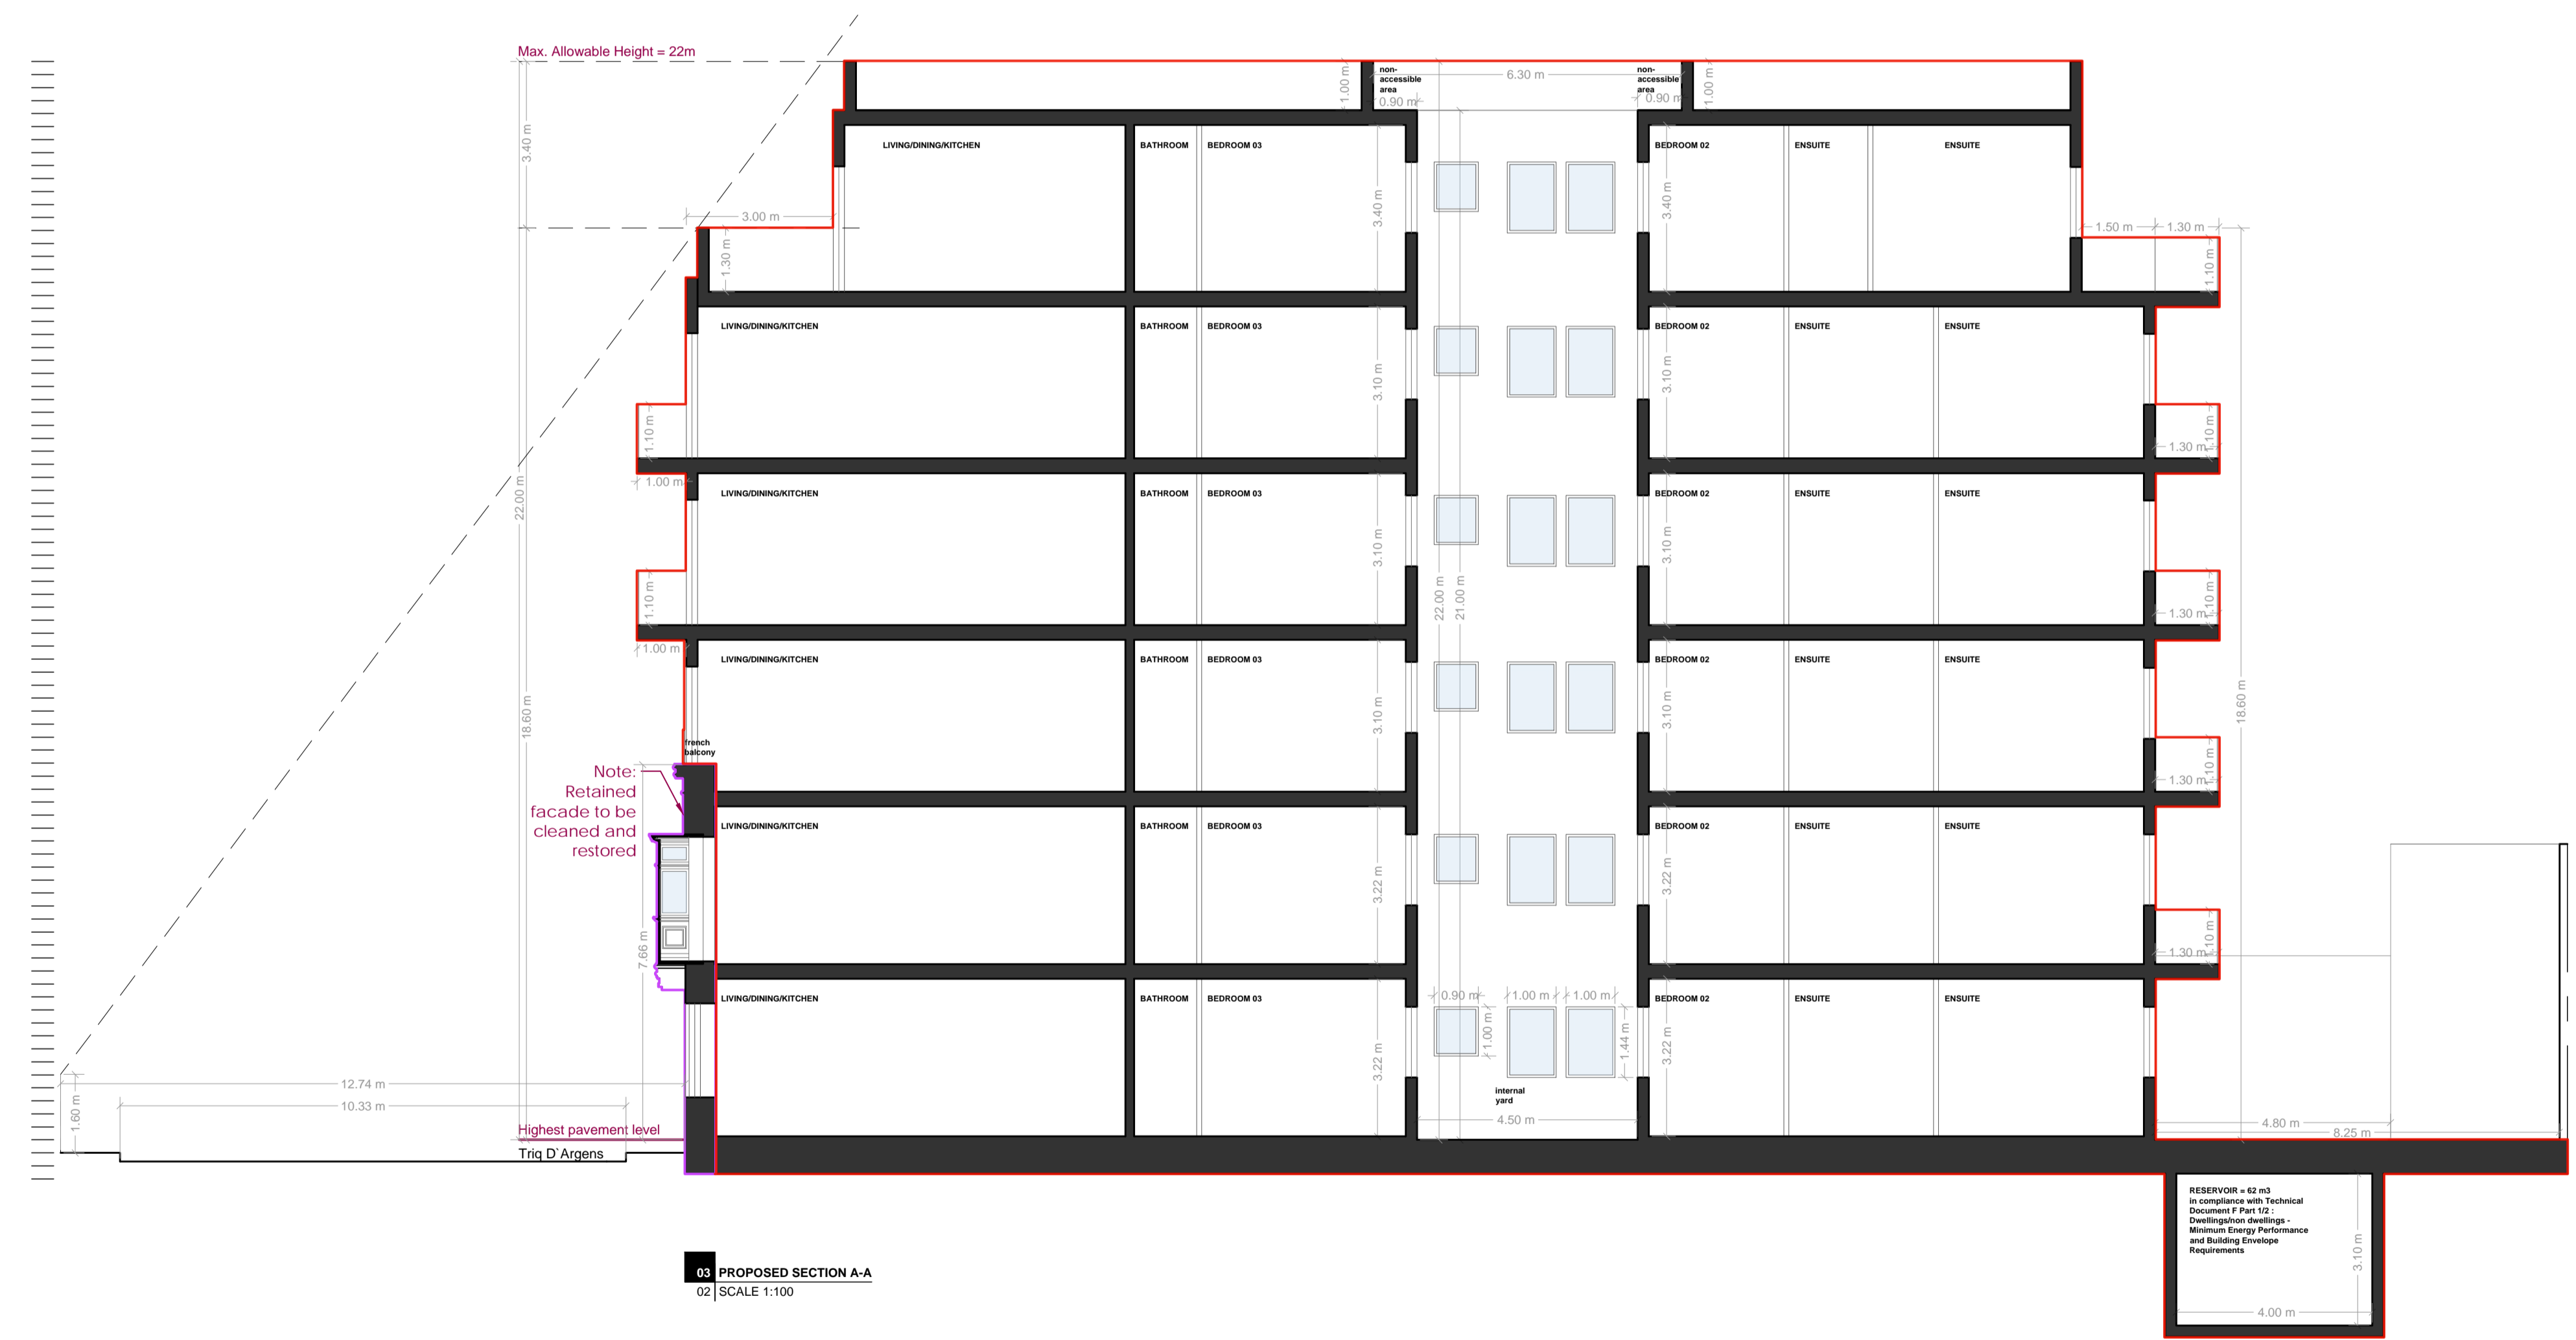 Max. Allowable Height = 22m
non-
accessible
area
6.30 m
non-
accessible
area
1.00 m
0.90 m
0.90 m
1.00 m
3.40 m
LIVING/DINING/KITCHEN
BATHROOM
BEDROOM 03
BEDROOM 02
ENSUITE
ENSUITE
3.40 m
3.40 m
3.00 m
1.30 m
1.50 m
1.30 m
1.10 m
LIVING/DINING/KITCHEN
BATHROOM
BEDROOM 03
BEDROOM 02
ENSUITE
ENSUITE
3.10 m
3.10 m
1.10 m
1.30 m
1.10 m
1.00 m
22.00 m
LIVING/DINING/KITCHEN
BATHROOM
BEDROOM 03
BEDROOM 02
ENSUITE
ENSUITE
3.10 m
3.10 m
1.10 m
22.00 m
21.00 m
1.30 m
1.10 m
1.00 m
LIVING/DINING/KITCHEN
BATHROOM
BEDROOM 03
BEDROOM 02
ENSUITE
ENSUITE
18.60 m
3.10 m
3.10 m
18.60 m
french
balcony
1.30 m
1.10 m
Note:
Retained
facade to be
cleaned and
restored
LIVING/DINING/KITCHEN
BATHROOM
BEDROOM 03
BEDROOM 02
ENSUITE
ENSUITE
3.22 m
3.22 m
7.66 m
1.30 m
1.10 m
LIVING/DINING/KITCHEN
BATHROOM
BEDROOM 03
0.90 m
1.00 m
1.00 m
BEDROOM 02
ENSUITE
ENSUITE
1.00 m
1.44 m
3.22 m
3.22 m
12.74 m
10.33 m
1.60 m
internal
yard
4.50 m
4.80 m
8.25 m
Highest pavement level
Triq D`Argens
RESERVOIR = 62 m3
in compliance with Technical
Document F Part 1/2 :
Dwellings/non dwellings -
Minimum Energy Performance
and Building Envelope
Requirements
3.10 m
4.00 m
03 PROPOSED SECTION A-A
02 SCALE 1:100